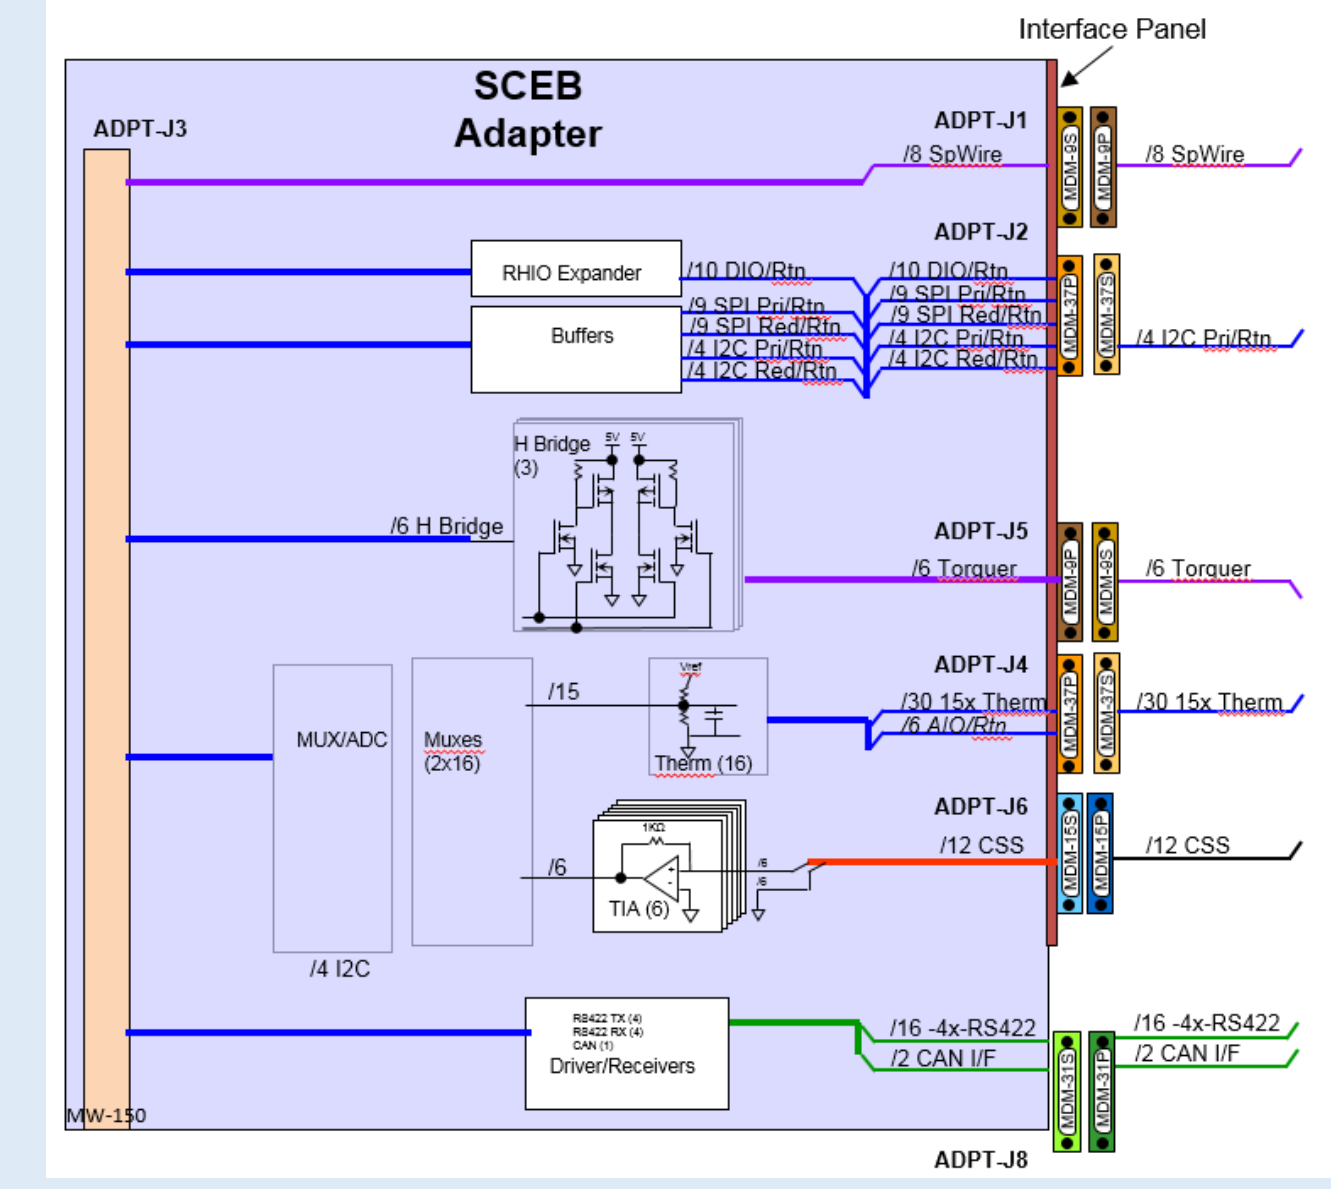 Interface Panel
SCEB
Adapter
ADPT-J3
ADPT-J1
/8 SpWire
MDM-9S
MDM-9P
/8 SpWire
ADPT-J2
RHIO Expander
/10 DIO/Rtn
/10 DIO/Rtn
Buffers
/9 SPI Pri/Rtn
/9 SPI Red/Rtn
/4 I2C Pri/Rtn
/4 I2C Red/Rtn
/9 SPI Pri/Rtn
/9 SPI Red/Rtn
/4 I2C Pri/Rtn
/4 I2C Red/Rtn
MDM-37P
MDM-37S
/4 I2C Pri/Rtn
H Bridge
(3)
5V
5V
/6 H Bridge
ADPT-J5
/6 Torquer
MDM-9P
MDM-9S
/6 Torquer
MUX/ADC
Muxes
(2x16)
/15
Vref
Therm (16)
ADPT-J4
/30 15x Therm
/6 AIO/Rtn
MDM-37P
MDM-37S
/30 15x Therm
/6
1KΩ
-
+
TIA (6)
/6
/6
ADPT-J6
/12 CSS
MDM-15S
MDM-15P
/12 CSS
/4 I2C
RS422 TX (4)
RS422 RX (4)
CAN (1)
Driver/Receivers
/16 -4x-RS422
/2 CAN I/F
MDM-31S
MDM-31P
/16 -4x-RS422
/2 CAN I/F
MW-150
ADPT-J8